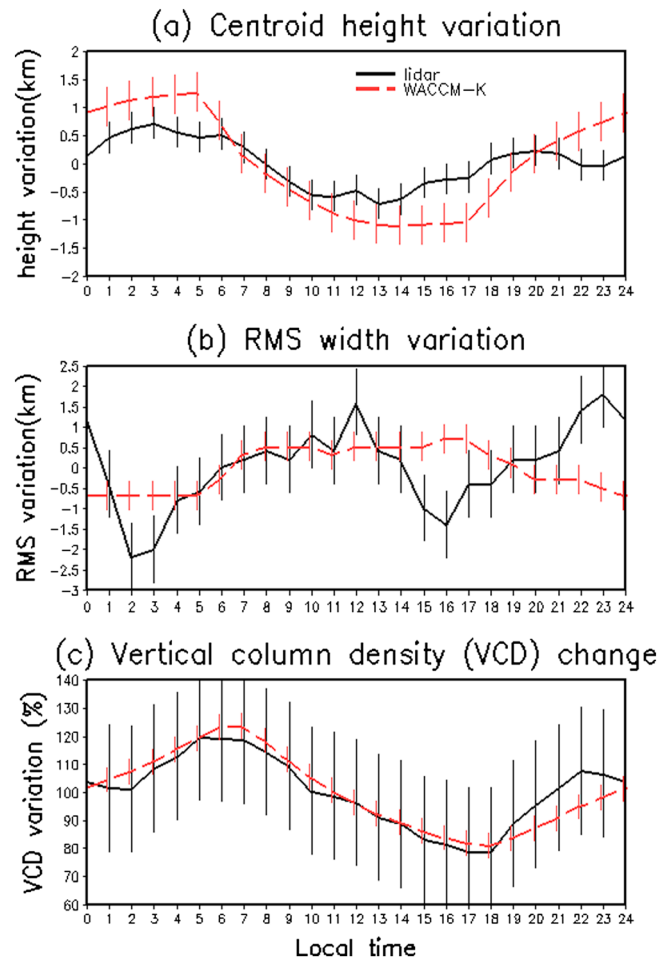 (a) Centroid height variation
height variation(km)
2
1.5
1
0.5
0
-0.5
-1
-1.5
-2
lidar
WACCM-K
0 1 2 3 4 5 6 7 8 9 10 11 12 13 14 15 16 17 18 19 20 21 22 23 24
(b) RMS width variation
RMS variation(km)
2.5
2
1.5
1
0.5
0
-0.5
-1
-1.5
-2
-2.5
-3
0 1 2 3 4 5 6 7 8 9 10 11 12 13 14 15 16 17 18 19 20 21 22 23 24
(c) Vertical column density (VCD) change
VCD variation (%)
140
130
120
110
100
90
80
70
60
0 1 2 3 4 5 6 7 8 9 10 11 12 13 14 15 16 17 18 19 20 21 22 23 24
Local time